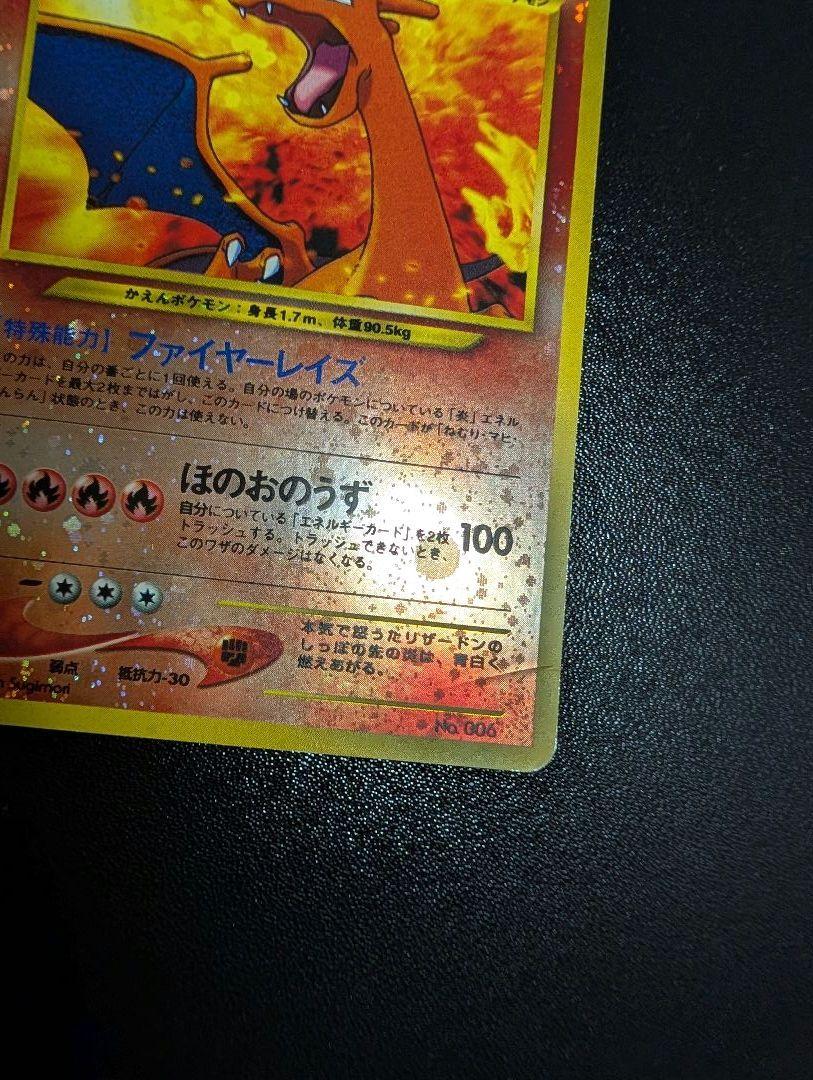 かえんポケモン：身長1.7m、体重90.5kg
【特殊能力】 ファイヤーレイズ
の力は、自分の番ごとに1回使える。自分の場のポケモンについている「炎」エネル
ーカードを最大2枚まではがし、このカードにつけ替える。このカードが「ねむり・マヒ・
んらん」状態のとき、この力は使えない。
ほのおのうず
自分についている「エネルギーカード」を2枚
トラッシュする。トラッシュできないとき、
このワザのダメージはなくなる。
100
本気で怒ったリザードンの
しっぽの先の炎は、青白く
燃えあがる。
弱点
抵抗力-30
Sugimori
No. 006